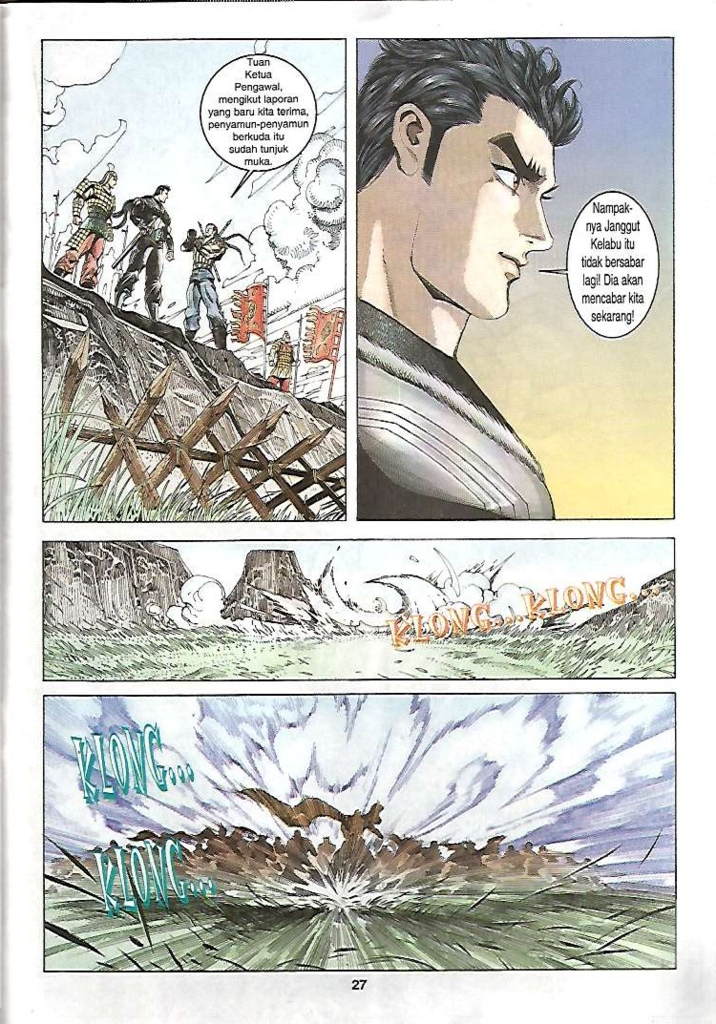 Tuan
Ketua
Pengawal,
mengikut laporan
yang baru kita terima,
penyamun-penyamun
berkuda itu
sudah tunjuk
muka.
Nampak-
nya Janggut
Kelabu itu
tidak bersabar
lagi! Dia akan
mencabar kita
sekarang!
KLONG...KLONG...
KLONG...
KLONG...
27